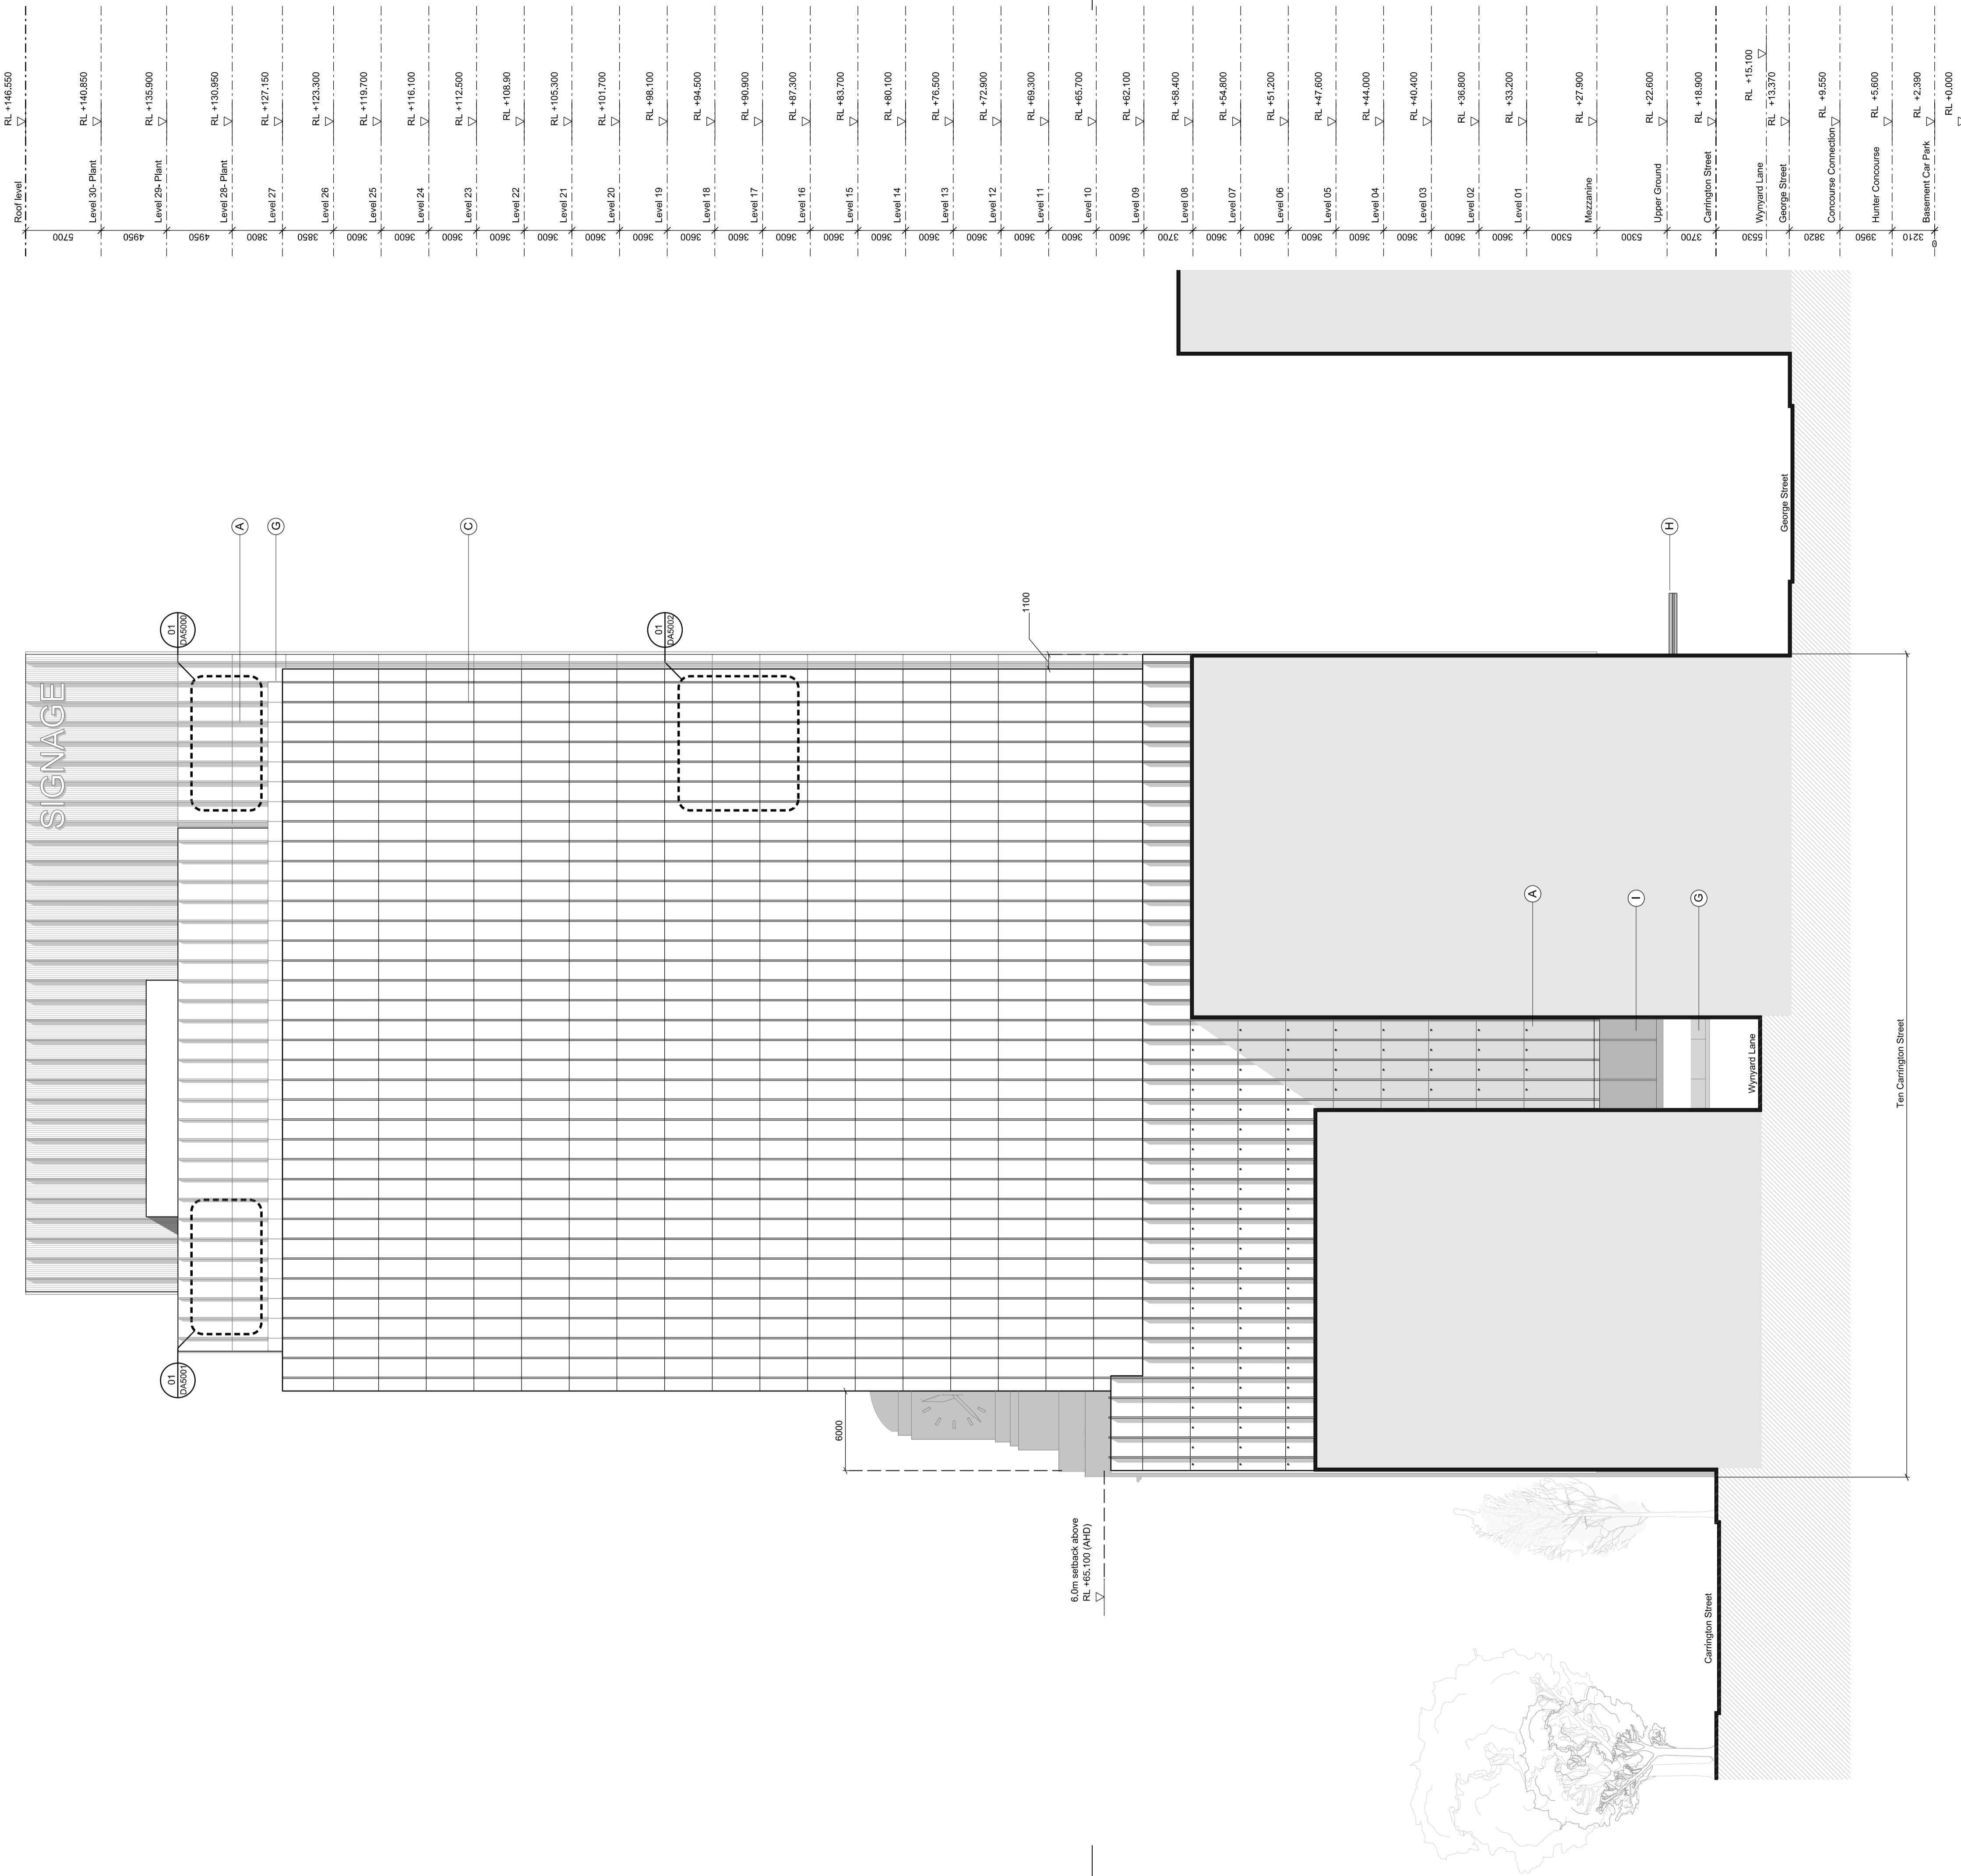 RL +146.550
Roof level
5700
RL +140.850
Level 30- Plant
4950
RL +135.900
Level 29- Plant
4950
RL +130.950
Level 28- Plant
3800
RL +127.150
Level 27
3850
RL +123.300
Level 26
3600
RL +119.700
Level 25
3600
RL +116.100
Level 24
3600
RL +112.500
Level 23
3600
RL +108.90
Level 22
3600
RL +105.300
Level 21
3600
RL +101.700
Level 20
3600
RL +98.100
Level 19
3600
RL +94.500
Level 18
3600
RL +90.900
Level 17
3600
RL +87.300
Level 16
3600
RL +83.700
Level 15
3600
RL +80.100
Level 14
3600
RL +76.500
Level 13
3600
RL +72.900
Level 12
3600
RL +69.300
Level 11
3600
RL +65.700
Level 10
3600
RL +62.100
Level 09
3700
RL +58.400
Level 08
3600
RL +54.800
Level 07
3600
RL +51.200
Level 06
3600
RL +47.600
Level 05
3600
RL +44.000
Level 04
3600
RL +40.400
Level 03
3600
RL +36.800
Level 02
3600
RL +33.200
Level 01
5300
RL +27.900
Mezzanine
5300
RL +22.600
Upper Ground
3700
RL +18.900
Carrington Street
5530
RL +15.100
Wynyard Lane
RL +13.370
George Street
3820
RL +9.550
Concourse Connection
3950
RL +5.600
Hunter Concourse
3210
RL +2.390
Basement Car Park
0
RL +0.000
SIGNAGE
A
G
C
01
DA5000
01
DA5002
01
DA5001
1100
6000
6.0m setback above
RL +65.100 (AHD)
H
A
I
G
George Street
Wynyard Lane
Carrington Street
Ten Carrington Street